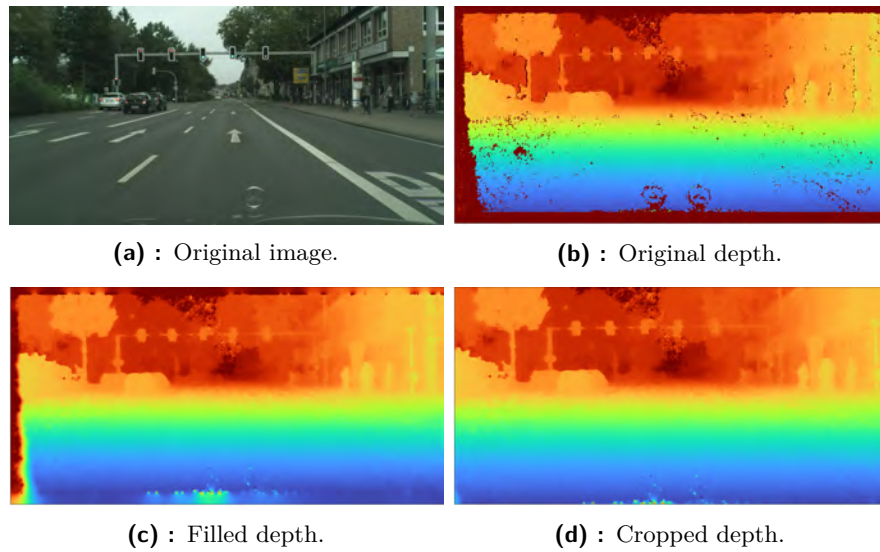 (a) : Original image.
(b) : Original depth.
(c) : Filled depth.
(d) : Cropped depth.